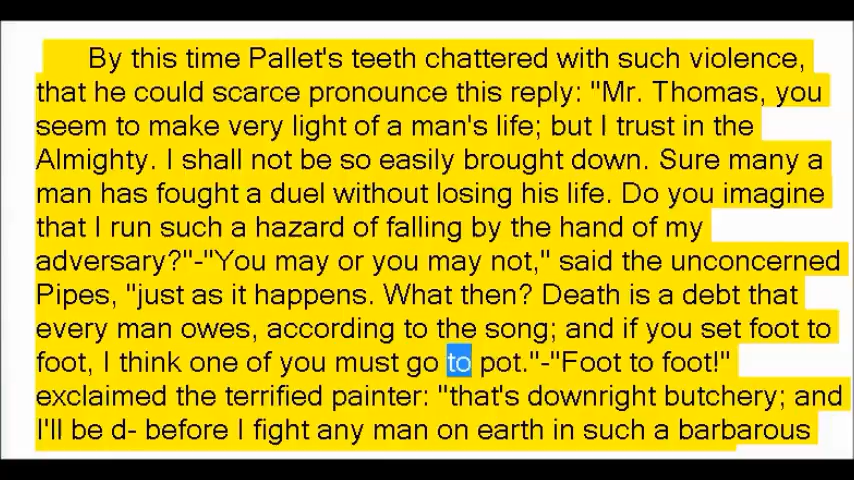 By this time Pallet's teeth chattered with such violence,
that he could scarce pronounce this reply: "Mr. Thomas, you
seem to make very light of a man's life; but I trust in the
Almighty. I shall not be so easily brought down. Sure many a
man has fought a duel without losing his life. Do you imagine
that I run such a hazard of falling by the hand of my
adversary?"-"You may or you may not," said the unconcerned
Pipes, "just as it happens. What then? Death is a debt that
every man owes, according to the song; and if you set foot to
foot, I think one of you must go to pot."-"Foot to foot!"
exclaimed the terrified painter: "that's downright butchery; and
I'll be d- before I fight any man on earth in such a barbarous